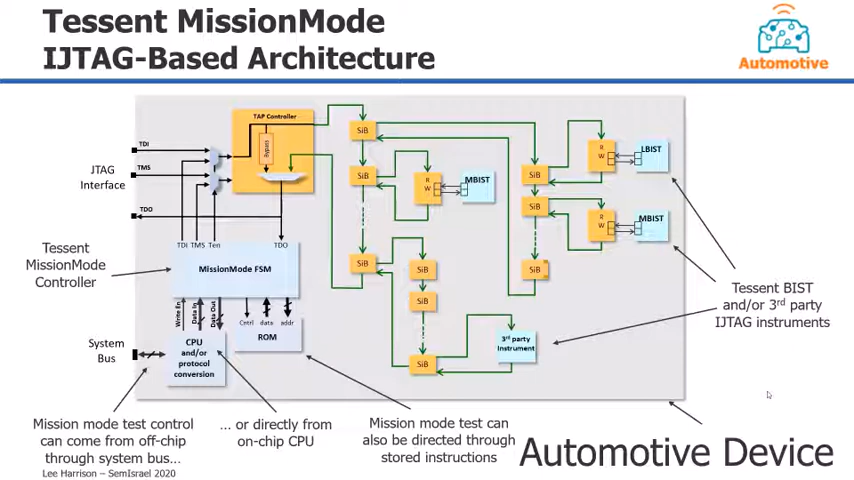 Tessent MissionMode
IJTAG-Based Architecture
Automotive
TAP Controller
Bypass
TDI
TMS
TDO
JTAG
Interface
TDI TMS Ten
TDO
MissionMode FSM
Tessent
MissionMode
Controller
Write En
Data In
Data Out
Cntrl data addr
ROM
CPU
and/or
protocol
conversion
System
Bus
SiB
SiB
SiB
SiB
SiB
SiB
SiB
SiB
SiB
R
W
MBIST
R
W
LBIST
R
W
MBIST
3rd party
Instrument
Tessent BIST
and/or 3rd party
IJTAG instruments
Mission mode test control
can come from off-chip
through system bus...
... or directly from
on-chip CPU
Mission mode test can
also be directed through
stored instructions
Automotive Device
Lee Harrison – SemIsrael 2020